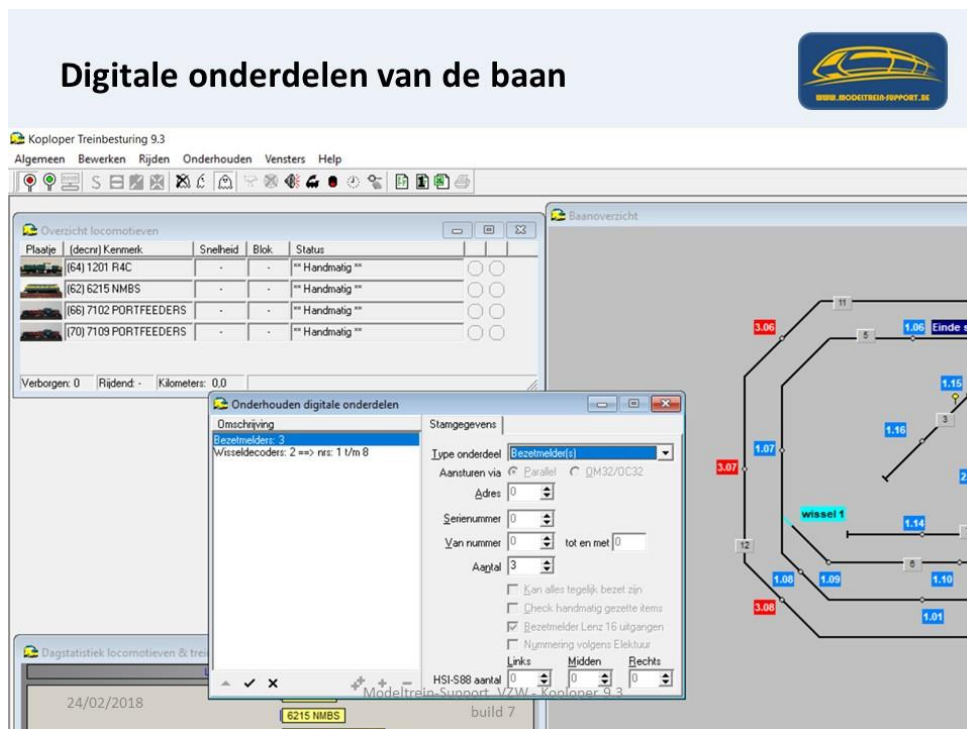 Digitale onderdelen van de baan
WWW.MODELTREIN-SUPPORT.BE
Koploper Treinbesturing 9.3
Algemeen Bewerken Rijden Onderhouden Vensters Help
Overzicht locomotieven
Plaatje (decnr) Kenmerk Snelheid Blok Status
(64) 1201 R4C - - ** Handmatig **
(62) 6215 NMBS - - ** Handmatig **
(66) 7102 PORTFEEDERS - - ** Handmatig **
(70) 7109 PORTFEEDERS - - ** Handmatig **
Verborgen: 0 Rijdend: - Kilometers: 0,0
Baanoverzicht
11
3.06
5
1.06
Einde s
1.15
3
1.16
1.07
3.07
2
wissel 1
1.14
12
6
1.08
1.09
1.10
3.08
1.01
Onderhouden digitale onderdelen
Omschrijving
Bezetmelders: 3
Wisseldecoders: 2 ==> nrs: 1 t/m 8
Stamgegevens
Type onderdeel Bezetmelder(s)
Aansturen via Parallel OM32/OC32
Adres 0
Serienummer 0
Van nummer 0 tot en met 0
Aantal 3
Kan alles tegelijk bezet zijn
Check handmatig gezette items
Bezetmelder Lenz 16 uitgangen
Nummering volgens Elektuur
Links Midden Rechts
HSI-S88 aantal 0 0 0
Dagstatistiek locomotieven & trei
6215 NMBS
24/02/2018
Modeltrein-Support VZW - Koploper 9.3
build 7